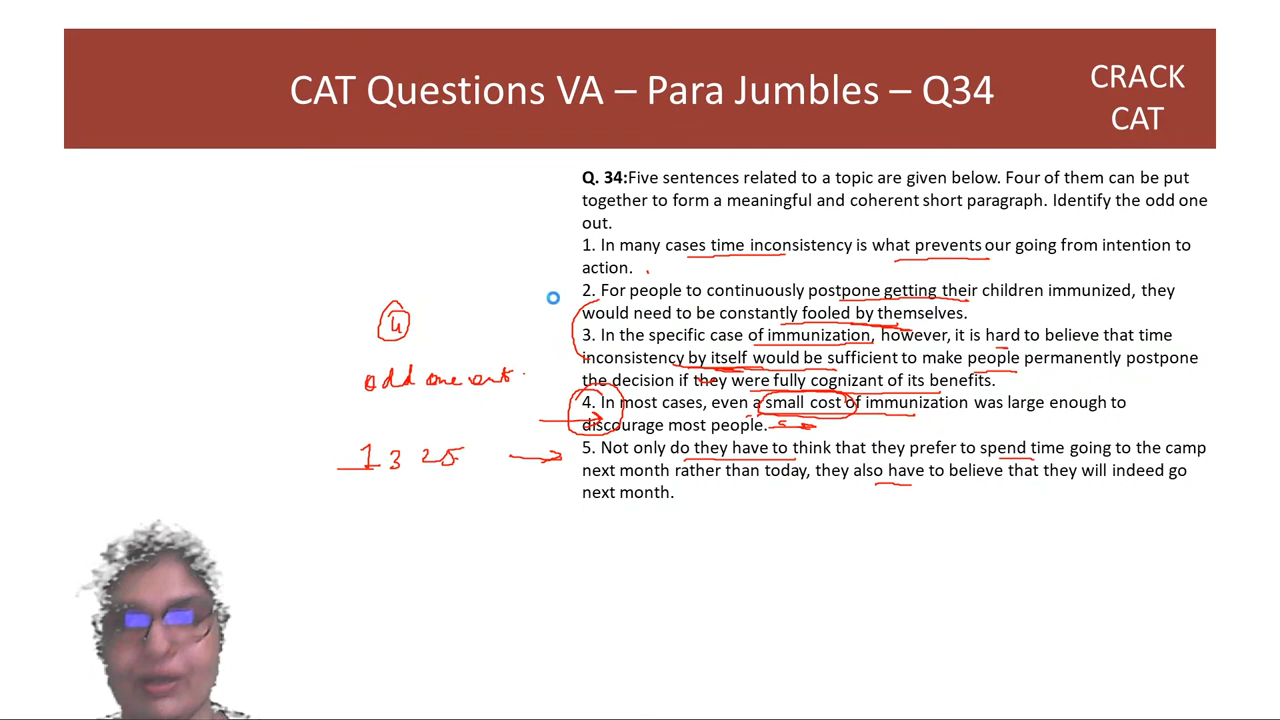 CAT Questions VA – Para Jumbles – Q34
CRACK
CAT
Q. 34:Five sentences related to a topic are given below. Four of them can be put
together to form a meaningful and coherent short paragraph. Identify the odd one
out.
1. In many cases time inconsistency is what prevents our going from intention to
action.
2. For people to continuously postpone getting their children immunized, they
would need to be constantly fooled by themselves.
3. In the specific case of immunization, however, it is hard to believe that time
inconsistency by itself would be sufficient to make people permanently postpone
the decision if they were fully cognizant of its benefits.
4. In most cases, even a small cost of immunization was large enough to
discourage most people.
5. Not only do they have to think that they prefer to spend time going to the camp
next month rather than today, they also have to believe that they will indeed go
next month.
4
odd one out.
1 3 2 5